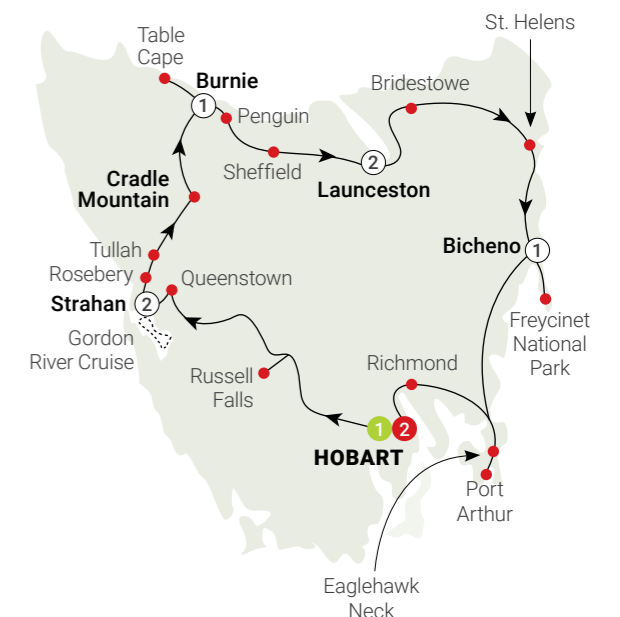 St. Helens
Table
Cape
Burnie
1
Bridestowe
Penguin
Sheffield
2
Launceston
Cradle
Mountain
Bicheno
1
Tullah
Rosebery
Queenstown
Strahan
2
Gordon
River Cruise
Freycinet
National
Park
Russell
Falls
Richmond
1
2
HOBART
Port
Arthur
Eaglehawk
Neck